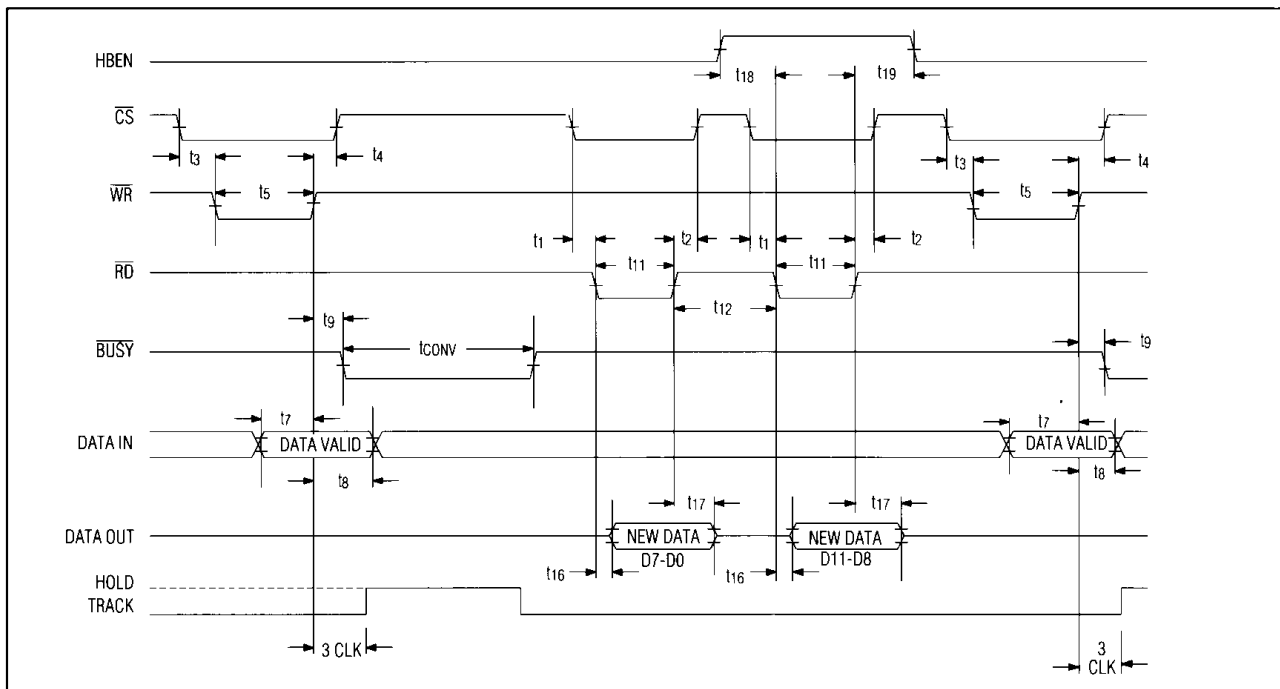 HBEN
t18 t19
CS
t3 t4 t3 t4
WR
t5 t5
t1 t2 t1 t2
RD
t11 t11
t12
t9 t9
BUSY
tCONV
t7 t7
DATA IN
DATA VALID DATA VALID
t8 t8
t17 t17
DATA OUT
NEW DATA NEW DATA
D7-D0 D11-D8
t16 t16
HOLD
TRACK
3 CLK 3
CLK